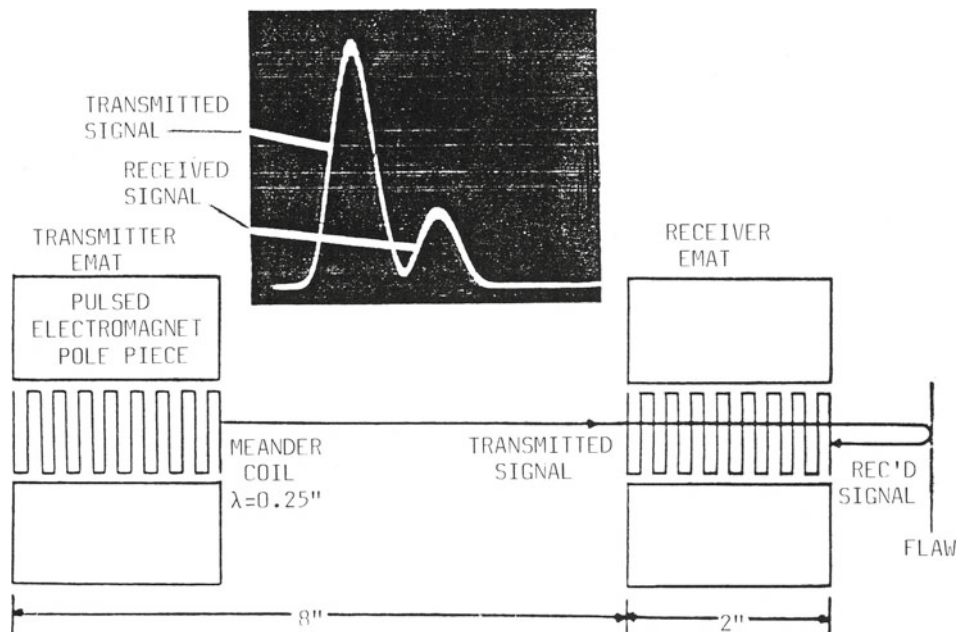 TRANSMITTED
SIGNAL
RECEIVED
SIGNAL
TRANSMITTER
EMAT
PULSED
ELECTROMAGNET
POLE PIECE
RECEIVER
EMAT
MEANDER
COIL
λ=0.25"
TRANSMITTED
SIGNAL
REC'D
SIGNAL
FLAW
8"
2"